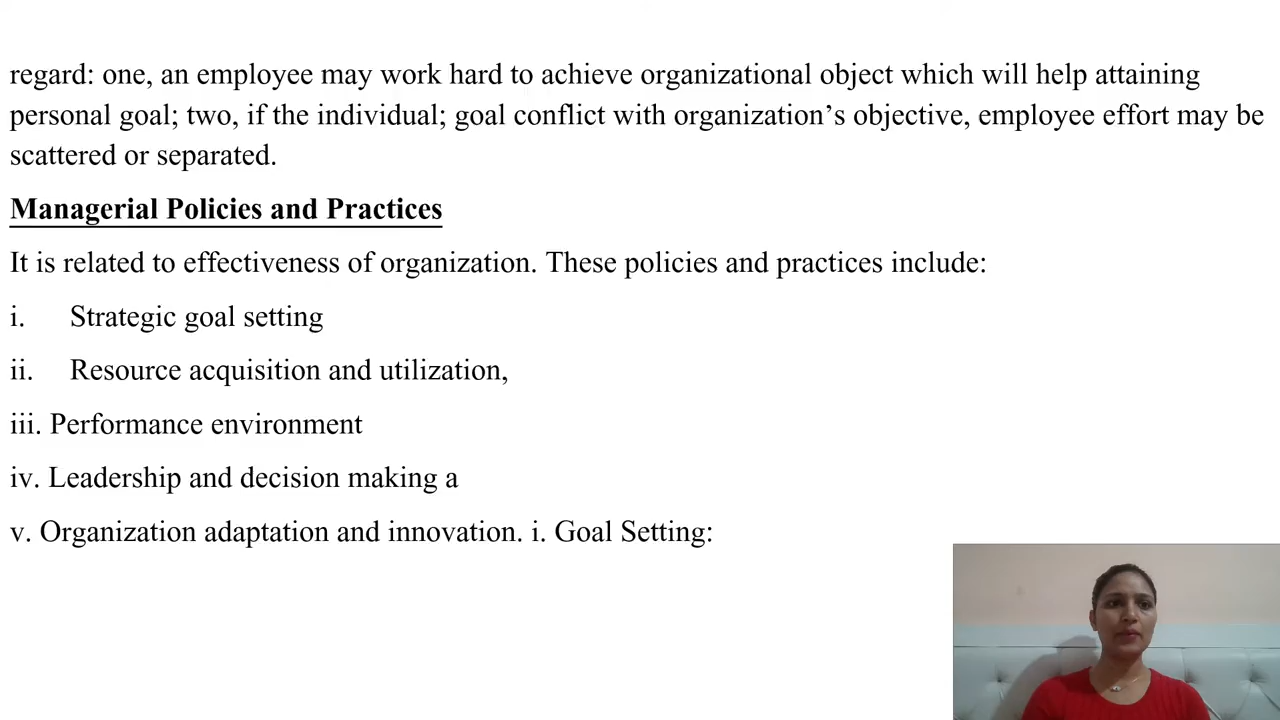 regard: one, an employee may work hard to achieve organizational object which will help attaining
personal goal; two, if the individual; goal conflict with organization’s objective, employee effort may be
scattered or separated.
Managerial Policies and Practices
It is related to effectiveness of organization. These policies and practices include:
i. Strategic goal setting
ii. Resource acquisition and utilization,
iii. Performance environment
iv. Leadership and decision making a
v. Organization adaptation and innovation. i. Goal Setting: